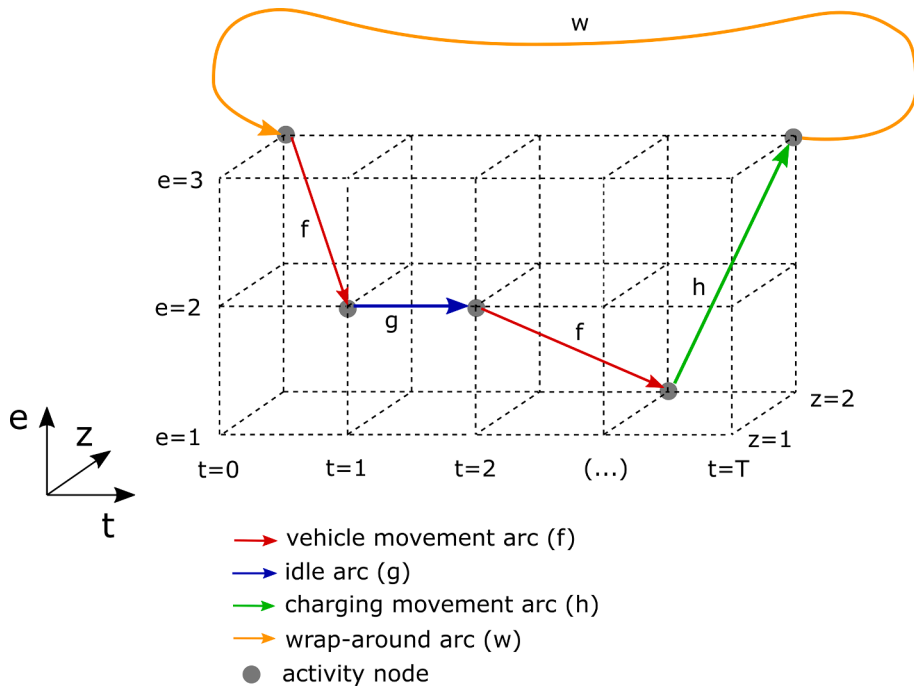 w
e=3
f
e=2
g
f
h
e=1
z=2
z=1
t=0
t=1
t=2
(...)
t=T
e
z
t
vehicle movement arc (f)
idle arc (g)
charging movement arc (h)
wrap-around arc (w)
activity node